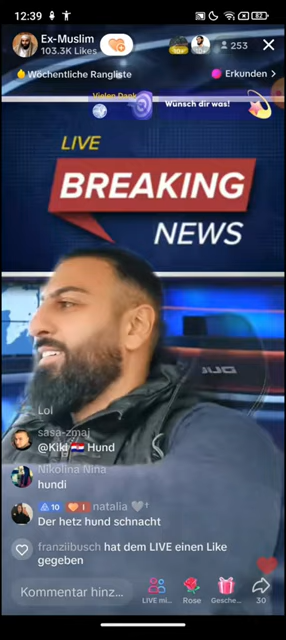 12:39
82
Ex-Muslim
103.3K Likes
253
Wöchentliche Rangliste
Erkunden >
Vielen Dank
Wünsch dir was!
LIVE
BREAKING
NEWS
Lol
sasa-zmaj
@Kiki 🇭🇷 Hund
Nikolina Nina
hundi
10 I natalia 🤍†
Der hetz hund schnacht
franziibusch hat dem LIVE einen Like
gegeben
Kommentar hinz...
LIVE mi...
Rose
Gesche...
30